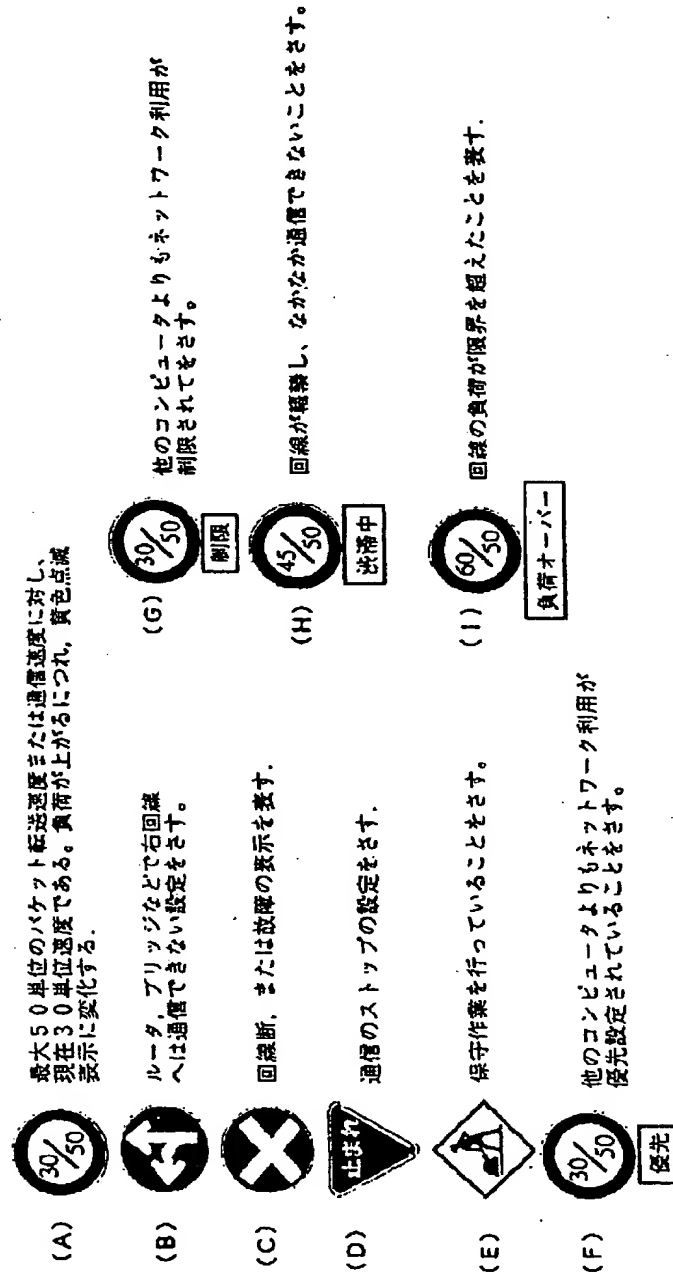 (A)
30/50
最大５０単位のパケット転送速度または通信速度に対し、
現在３０単位速度である。負荷が上がるにつれ，黄色点滅
表示に変化する．
(B)
ルータ，ブリッジなどで右回線
へは通信できない設定をさす。
(C)
回線断，または故障の表示を表す．
(D)
止まれ
通信のストップの設定をさす．
(E)
保守作業を行っていることをさす。
(F)
30/50
優先
他のコンピュータよりもネットワーク利用が
優先設定されていることをさす。
(G)
30/50
制限
他のコンピュータよりもネットワーク利用が
制限されてをさす。
(H)
45/50
渋滞中
回線が輻輳し、なかなか通信できないことをさす。
(I)
60/50
負荷オーバー
回線の負荷が限界を超えたことを表す．